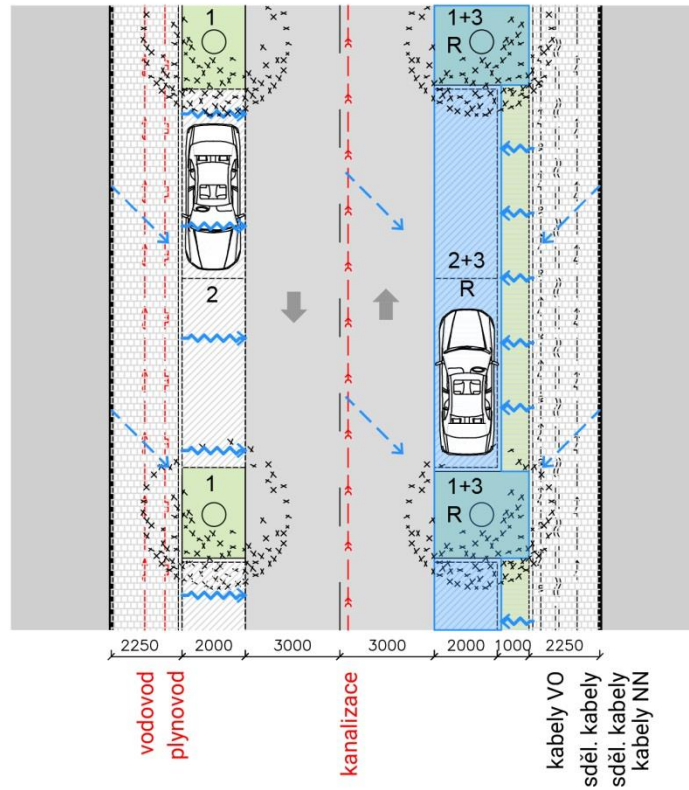 1
1+3
R
2+3
R
2
1
1+3
R
2250
2000
3000
3000
2000
1000
2250
vodovod
plynovod
kanalizace
kabely VO
sděl. kabely
sděl. kabely
kabely NN